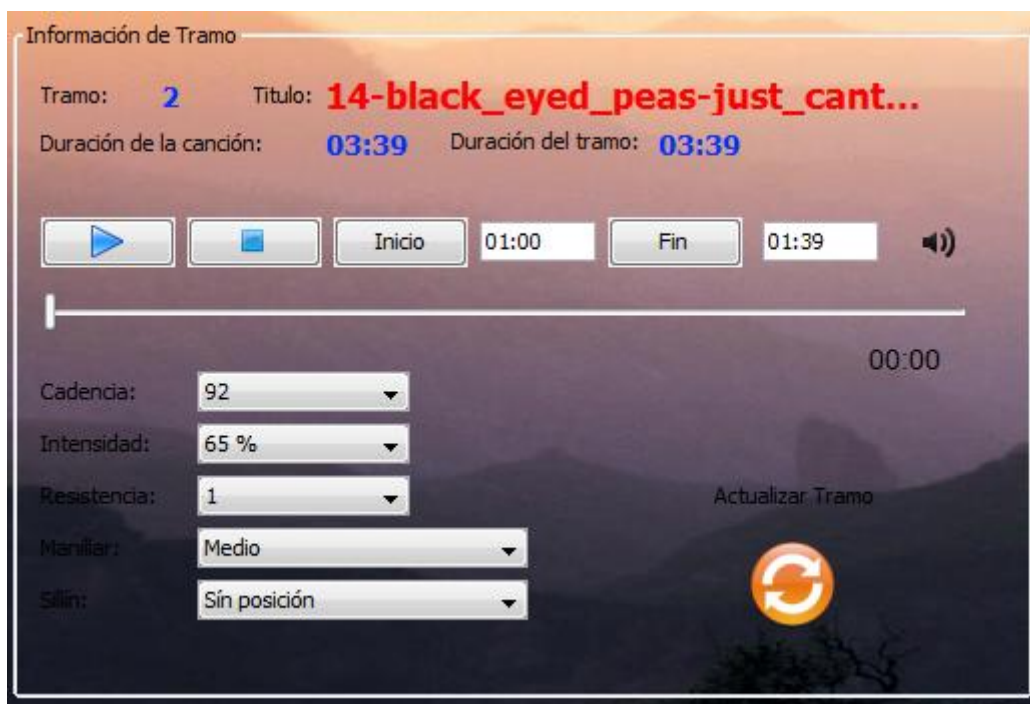 Información de Tramo
Tramo: 2 Titulo: 14-black_eyed_peas-just_cant...
Duración de la canción: 03:39 Duración del tramo: 03:39
Inicio 01:00 Fin 01:39
00:00
Cadencia: 92
Intensidad: 65 %
Resistencia: 1
Actualizar Tramo
Manillar: Medio
Sillín: Sín posición